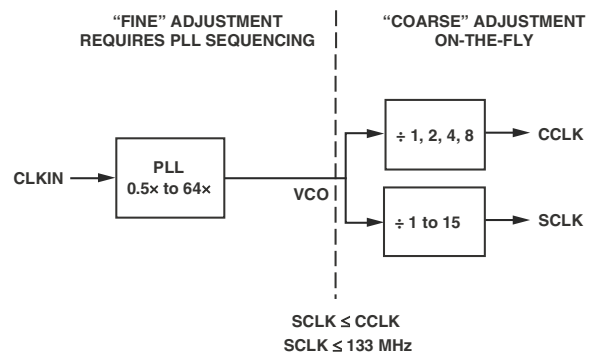 “FINE” ADJUSTMENT
REQUIRES PLL SEQUENCING
“COARSE” ADJUSTMENT
ON-THE-FLY
CLKIN
PLL
0.5× to 64×
VCO
÷ 1, 2, 4, 8
CCLK
÷ 1 to 15
SCLK
SCLK ≤ CCLK
SCLK ≤ 133 MHz